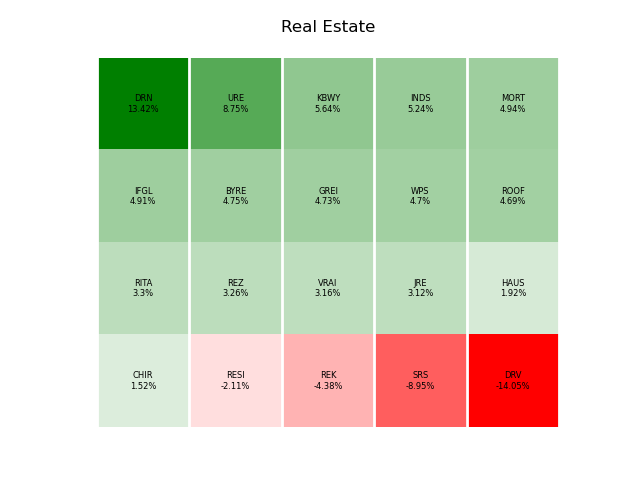 Real Estate
DRN
13.42%
URE
8.75%
KBWY
5.64%
INDS
5.24%
MORT
4.94%
IFGL
4.91%
BYRE
4.75%
GREI
4.73%
WPS
4.7%
ROOF
4.69%
RITA
3.3%
REZ
3.26%
VRAI
3.16%
JRE
3.12%
HAUS
1.92%
CHIR
1.52%
RESI
-2.11%
REK
-4.38%
SRS
-8.95%
DRV
-14.05%